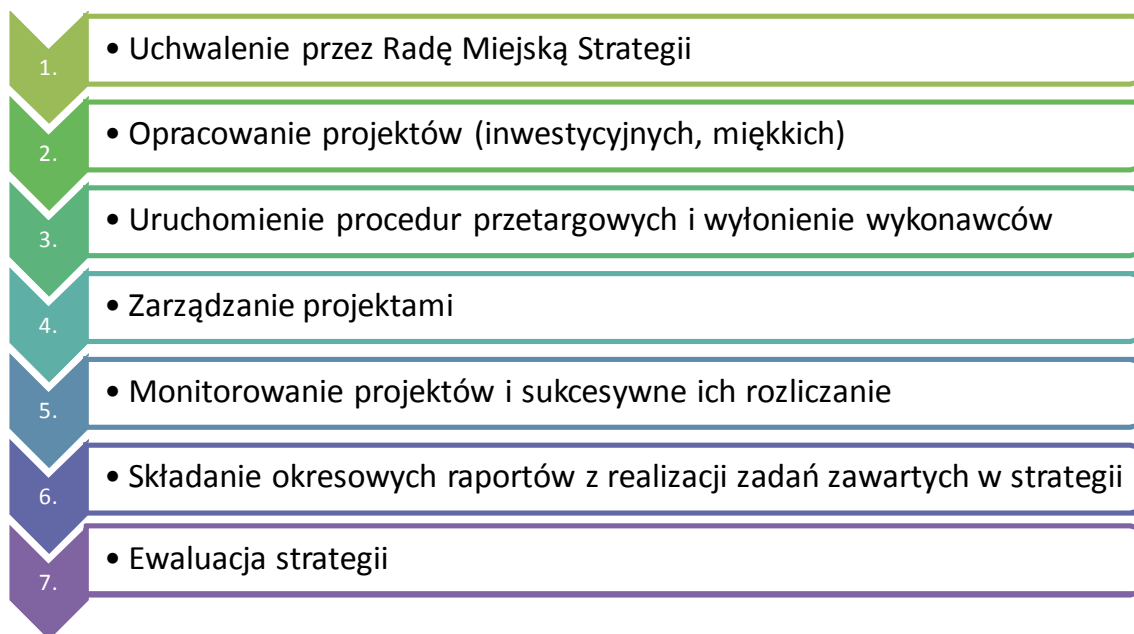 1. • Uchwalenie przez Radę Miejską Strategii
2. • Opracowanie projektów (inwestycyjnych, miękkich)
3. • Uruchomienie procedur przetargowych i wyłonienie wykonawców
4. • Zarządzanie projektami
5. • Monitorowanie projektów i sukcesywne ich rozliczanie
6. • Składanie okresowych raportów z realizacji zadań zawartych w strategii
7. • Ewaluacja strategii